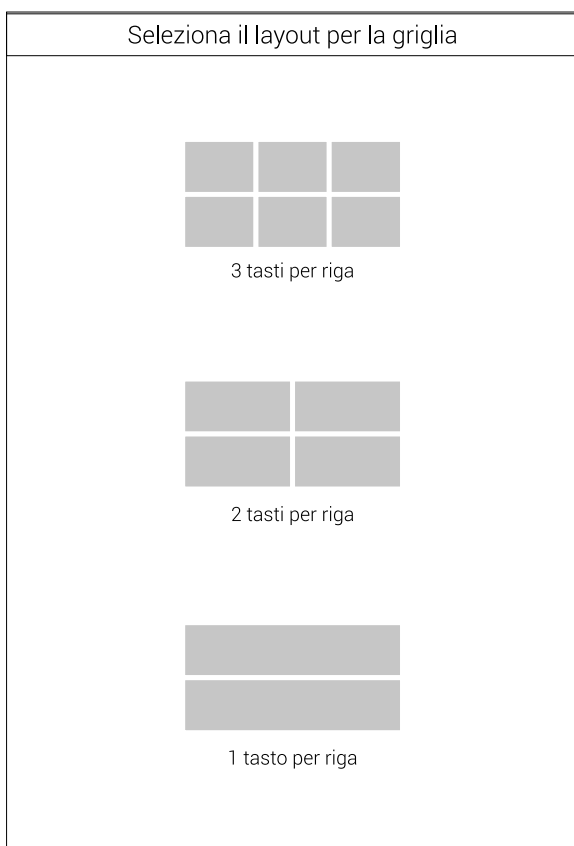 Seleziona il layout per la griglia
3 tasti per riga
2 tasti per riga
1 tasto per riga